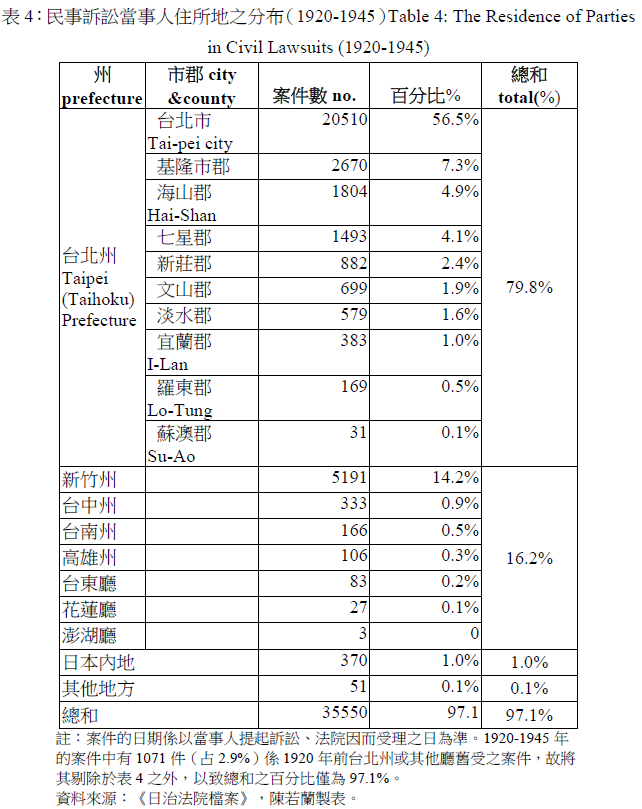 表 4：民事訴訟當事人住所地之分布（1920-1945）Table 4: The Residence of Parties
in Civil Lawsuits (1920-1945)
州 prefecture 市郡 city &county 案件數 no. 百分比% 總和 total(%)
台北州 Taipei (Taihoku) Prefecture 台北市 Tai-pei city 20510 56.5% 79.8%
基隆市郡 2670 7.3%
海山郡 Hai-Shan 1804 4.9%
七星郡 1493 4.1%
新莊郡 882 2.4%
文山郡 699 1.9%
淡水郡 579 1.6%
宜蘭郡 I-Lan 383 1.0%
羅東郡 Lo-Tung 169 0.5%
蘇澳郡 Su-Ao 31 0.1%
新竹州 5191 14.2% 16.2%
台中州 333 0.9%
台南州 166 0.5%
高雄州 106 0.3%
台東廳 83 0.2%
花蓮廳 27 0.1%
澎湖廳 3 0
日本內地 370 1.0% 1.0%
其他地方 51 0.1% 0.1%
總和 35550 97.1 97.1%
註：案件的日期係以當事人提起訴訟、法院因而受理之日為準。1920-1945 年
的案件中有 1071 件（占 2.9%）係 1920 年前台北州或其他廳舊受之案件，故將
其剔除於表 4 之外，以致總和之百分比僅為 97.1%。
資料來源：《日治法院檔案》，陳若蘭製表。